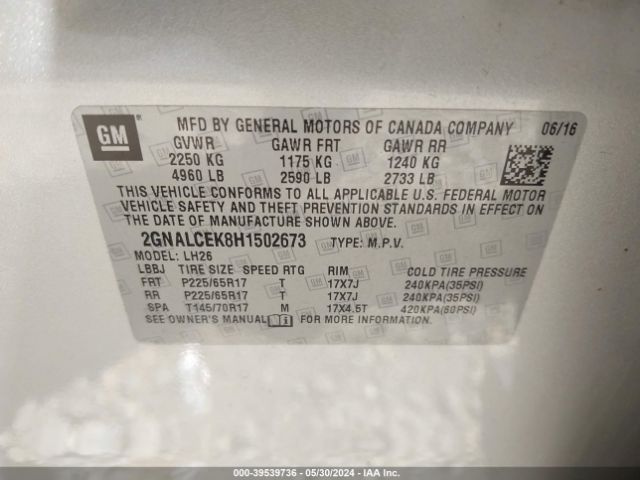 GM
MFD BY GENERAL MOTORS OF CANADA COMPANY 06/16
GVWR GAWR FRT GAWR RR
2250 KG 1175 KG 1240 KG
4960 LB 2590 LB 2733 LB
THIS VEHICLE CONFORMS TO ALL APPLICABLE U.S. FEDERAL MOTOR
VEHICLE SAFETY AND THEFT PREVENTION STANDARDS IN EFFECT ON
THE DATE OF MANUFACTURE SHOWN ABOVE.
2GNALCEK8H1502673 TYPE: M.P.V.
MODEL: LH26
LBBJ TIRE SIZE SPEED RTG RIM COLD TIRE PRESSURE
FRT P225/65R17 T 17X7J 240KPA(35PSI)
RR P225/65R17 T 17X7J 240KPA(35PSI)
SPA T145/70R17 M 17X4.5T 420KPA(60PSI)
SEE OWNER'S MANUAL FOR MORE INFORMATION.
000-39539736 - 05/30/2024 - IAA Inc.